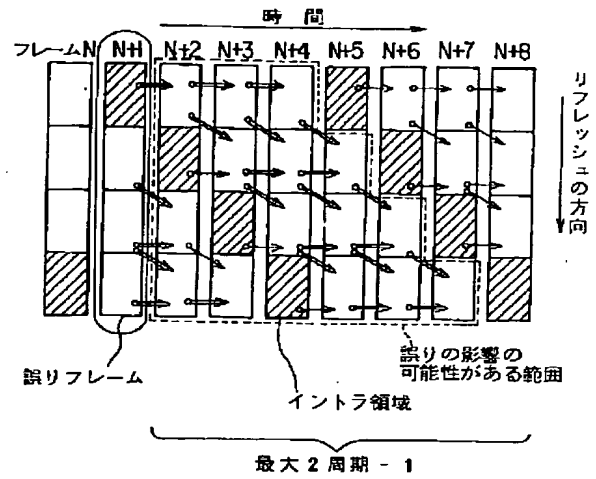 時間
フレームN N+1 N+2 N+3 N+4 N+5 N+6 N+7 N+8
リフレッシュの方向
誤りの影響の
可能性がある範囲
誤りフレーム
イントラ領域
最大2周期-1